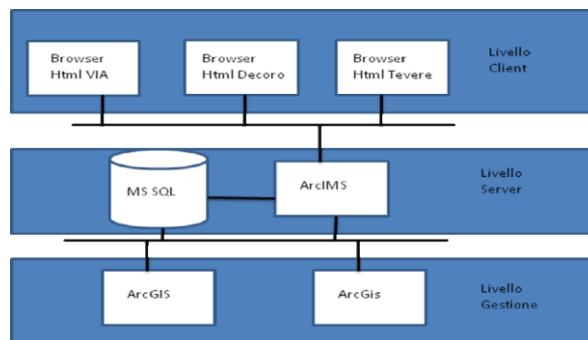 Browser
Html VIA
Browser
Html Decoro
Browser
Html Tevere
Livello
Client
MS SQL
ArcIMS
Livello
Server
ArcGIS
ArcGis
Livello
Gestione